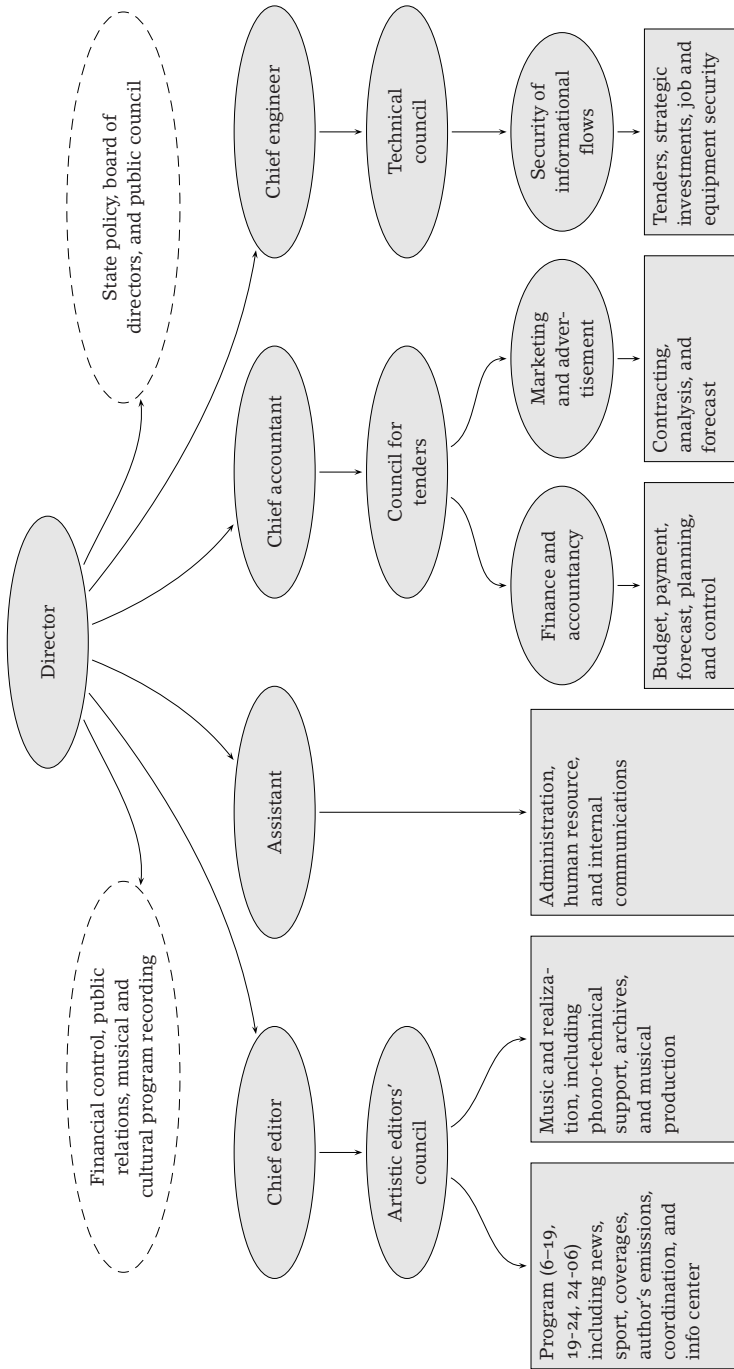 Director
Financial control, public
relations, musical and
cultural program recording
State policy, board of
directors, and public council
Chief editor
Assistant
Chief accountant
Chief engineer
Artistic editors'
council
Council for
tenders
Technical
council
Finance and
accountancy
Marketing
and adver-
tisement
Security of
informational
flows
Program (6–19,
19-24, 24-06)
including news,
sport, coverages,
author's emissions,
coordination, and
info center
Music and realiza-
tion, including
phono-technical
support, archives,
and musical
production
Administration,
human resource,
and internal
communications
Budget, payment,
forecast, planning,
and control
Contracting,
analysis, and
forecast
Tenders, strategic
investments, job and
equipment security